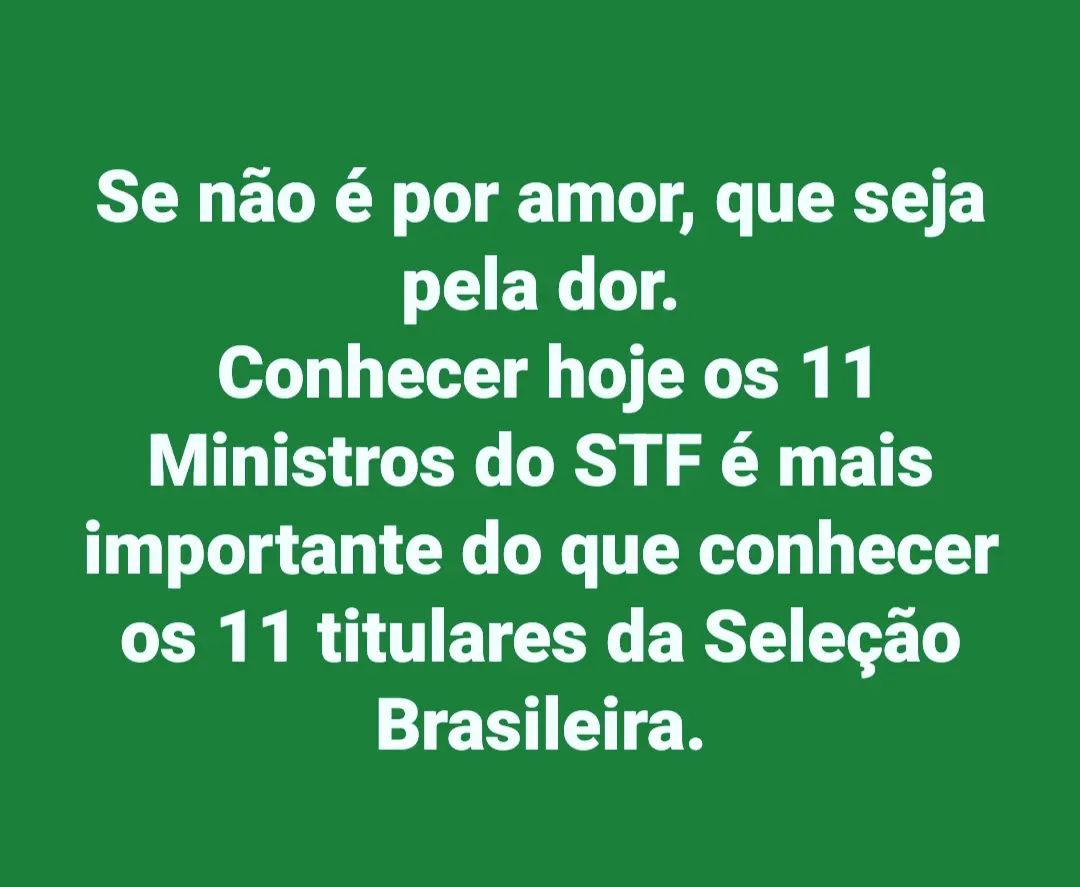 Se não é por amor, que seja
pela dor.
Conhecer hoje os 11
Ministros do STF é mais
importante do que conhecer
os 11 titulares da Seleção
Brasileira.